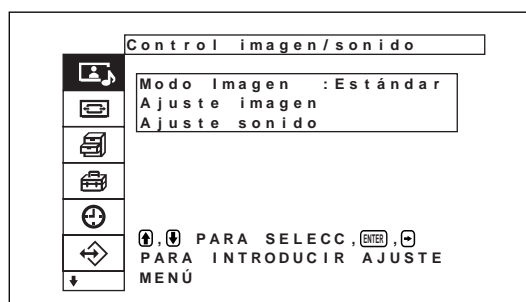 Control imagen/sonido
Modo Imagen :Estándar
Ajuste imagen
Ajuste sonido
, PARA SELECC, ENTER ,
PARA INTRODUCIR AJUSTE
MENÚ